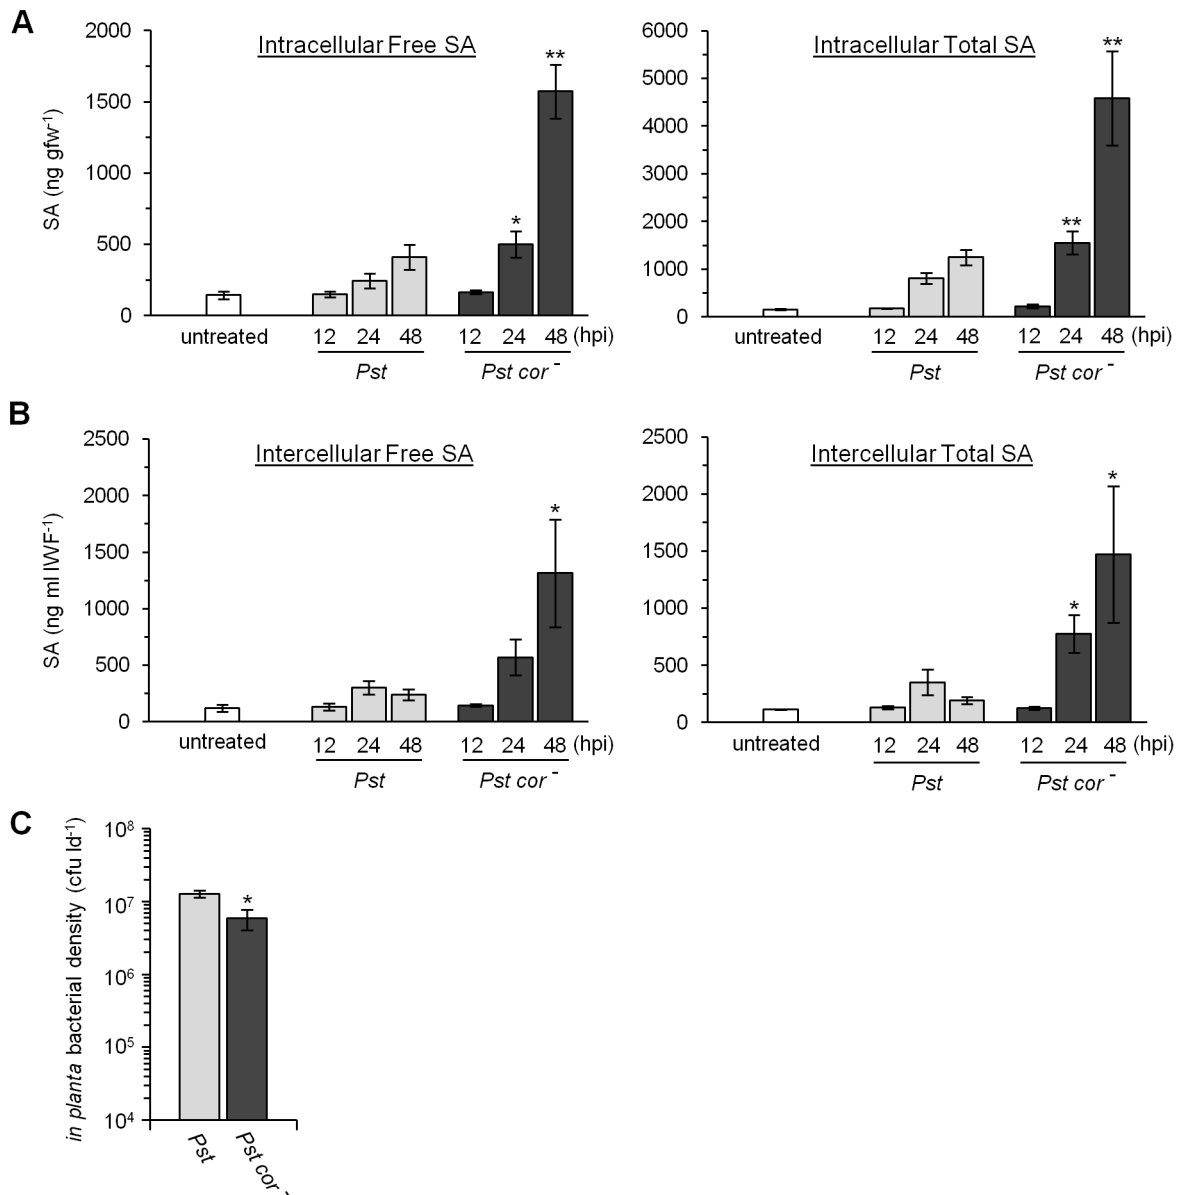 A
Intracellular Free SA
SA (ng gfw-1)
2000
1500
1000
500
0
**
*
untreated 12 24 48 12 24 48 (hpi)
Pst Pst cor -
Intracellular Total SA
6000
5000
4000
3000
2000
1000
0
**
**
untreated 12 24 48 12 24 48 (hpi)
Pst Pst cor -
B
Intercellular Free SA
SA (ng ml IWF-1)
2500
2000
1500
1000
500
0
*
untreated 12 24 48 12 24 48 (hpi)
Pst Pst cor -
Intercellular Total SA
2500
2000
1500
1000
500
0
*
*
untreated 12 24 48 12 24 48 (hpi)
Pst Pst cor -
C
in planta bacterial density (cfu ld-1)
108
107
106
105
104
*
Pst
Pst cor -